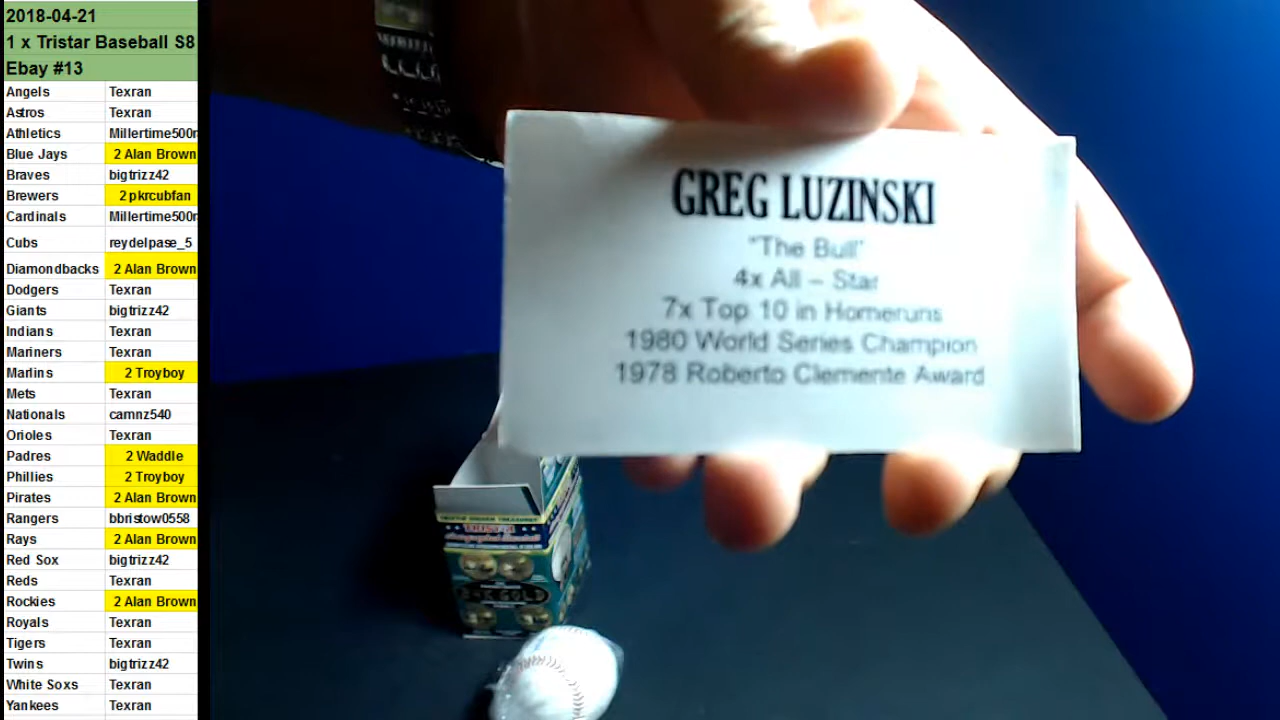 2018-04-21
1 x Tristar Baseball S8
Ebay #13
Angels Texran
Astros Texran
Athletics Millertime500r
Blue Jays 2 Alan Brown
Braves bigtrizz42
Brewers 2 pkrcubfan
Cardinals Millertime500r
Cubs reydelpase_5
Diamondbacks 2 Alan Brown
Dodgers Texran
Giants bigtrizz42
Indians Texran
Mariners Texran
Marlins 2 Troyboy
Mets Texran
Nationals camnz540
Orioles Texran
Padres 2 Waddle
Phillies 2 Troyboy
Pirates 2 Alan Brown
Rangers bbristow0558
Rays 2 Alan Brown
Red Sox bigtrizz42
Reds Texran
Rockies 2 Alan Brown
Royals Texran
Tigers Texran
Twins bigtrizz42
White Soxs Texran
Yankees Texran
GREG LUZINSKI
"The Bull"
4x All – Star
7x Top 10 in Homeruns
1980 World Series Champion
1978 Roberto Clemente Award
TRISTAR HIDDEN TREASURES
GOLD